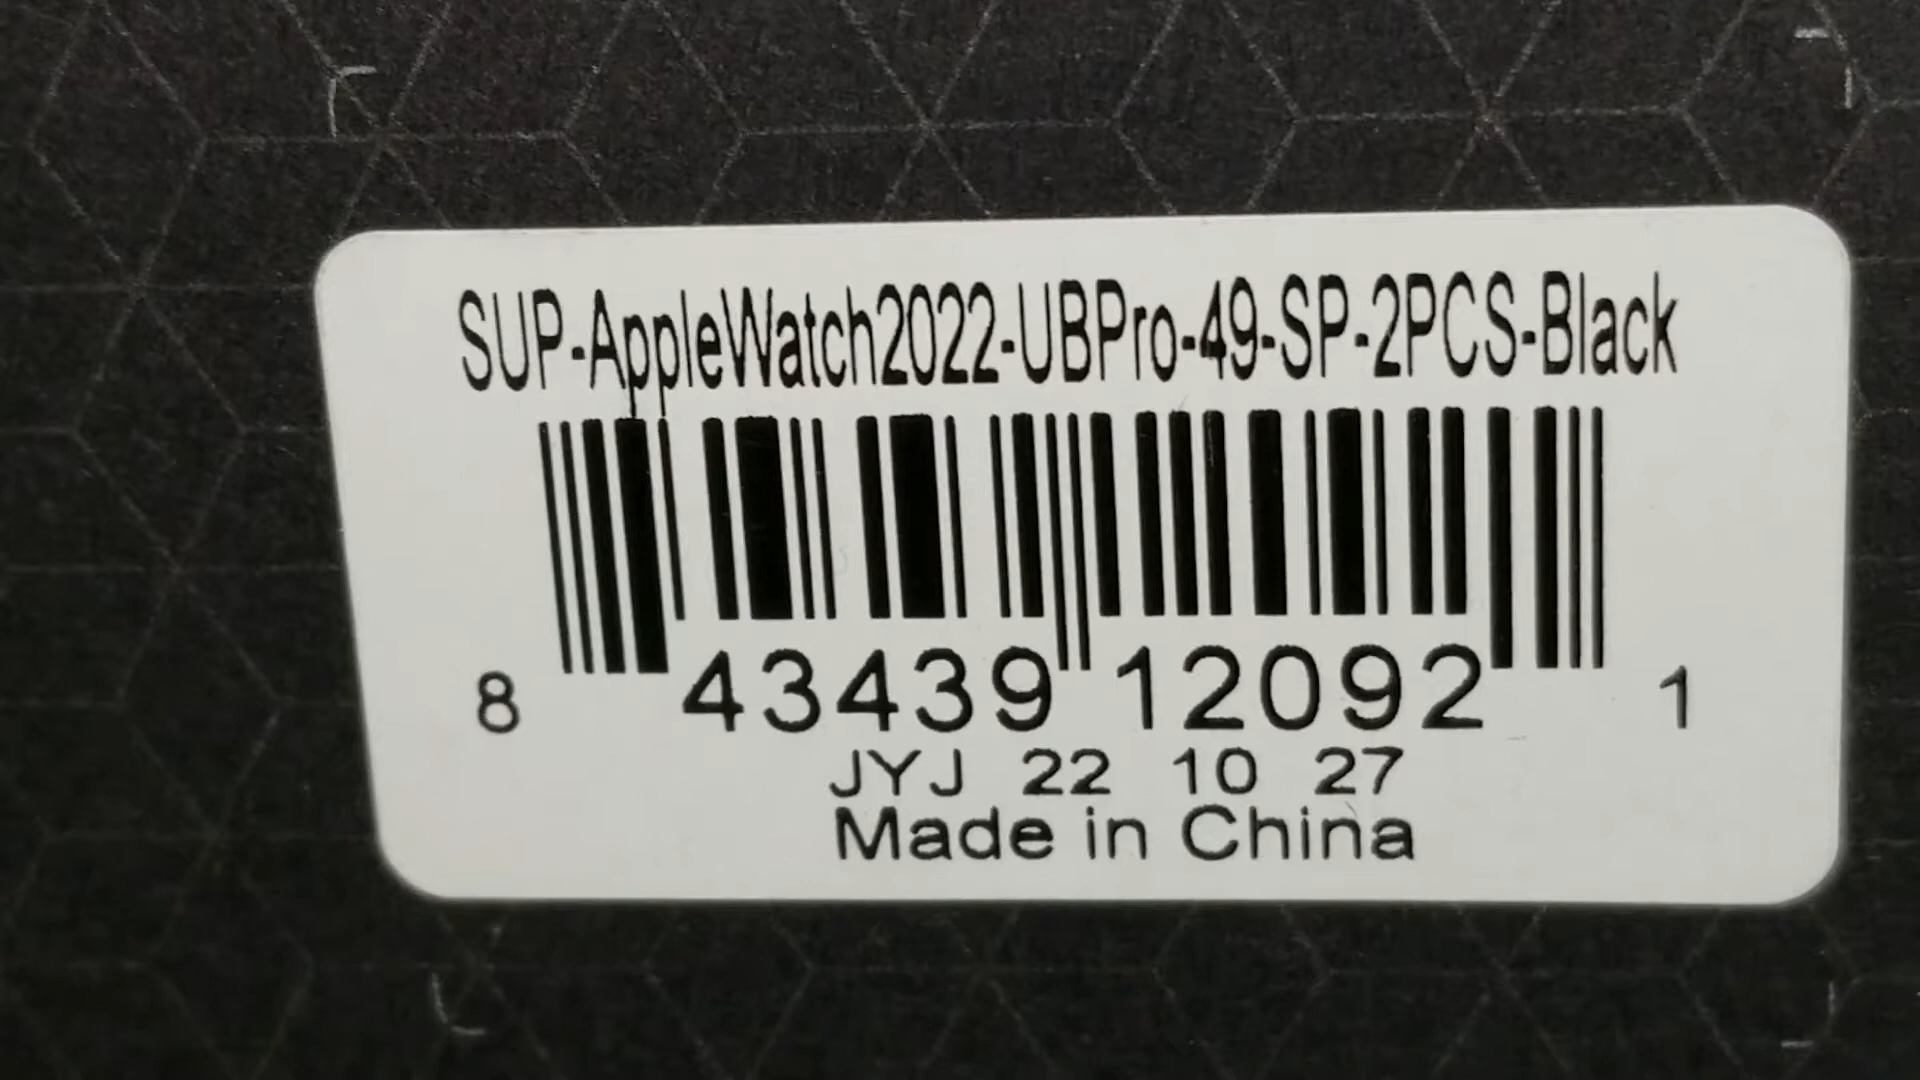 SUP-AppleWatch2022-UBPro-49-SP-2PCS-Black
8 43439 12092 1
JYJ 22 10 27
Made in China